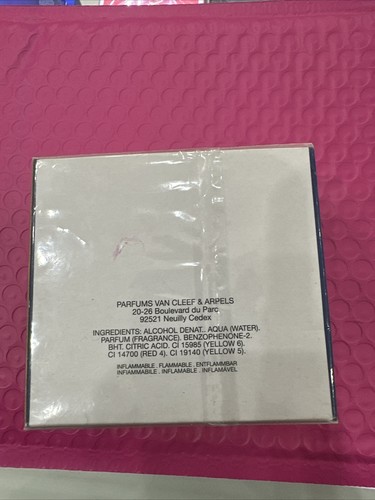 PARFUMS VAN CLEEF & ARPELS
20-26 Boulevard du Parc
92521 Neuilly Cedex
INGREDIENTS: ALCOHOL DENAT.. AQUA (WATER).
PARFUM (FRAGRANCE). BENZOPHENONE-2.
BHT. CITRIC ACID. CI 15985 (YELLOW 6).
CI 14700 (RED 4). CI 19140 (YELLOW 5).
INFLAMMABLE . FLAMMABLE . ENTFLAMMBAR
INFIAMMABILE . INFLAMABLE . INFLAMÁVEL